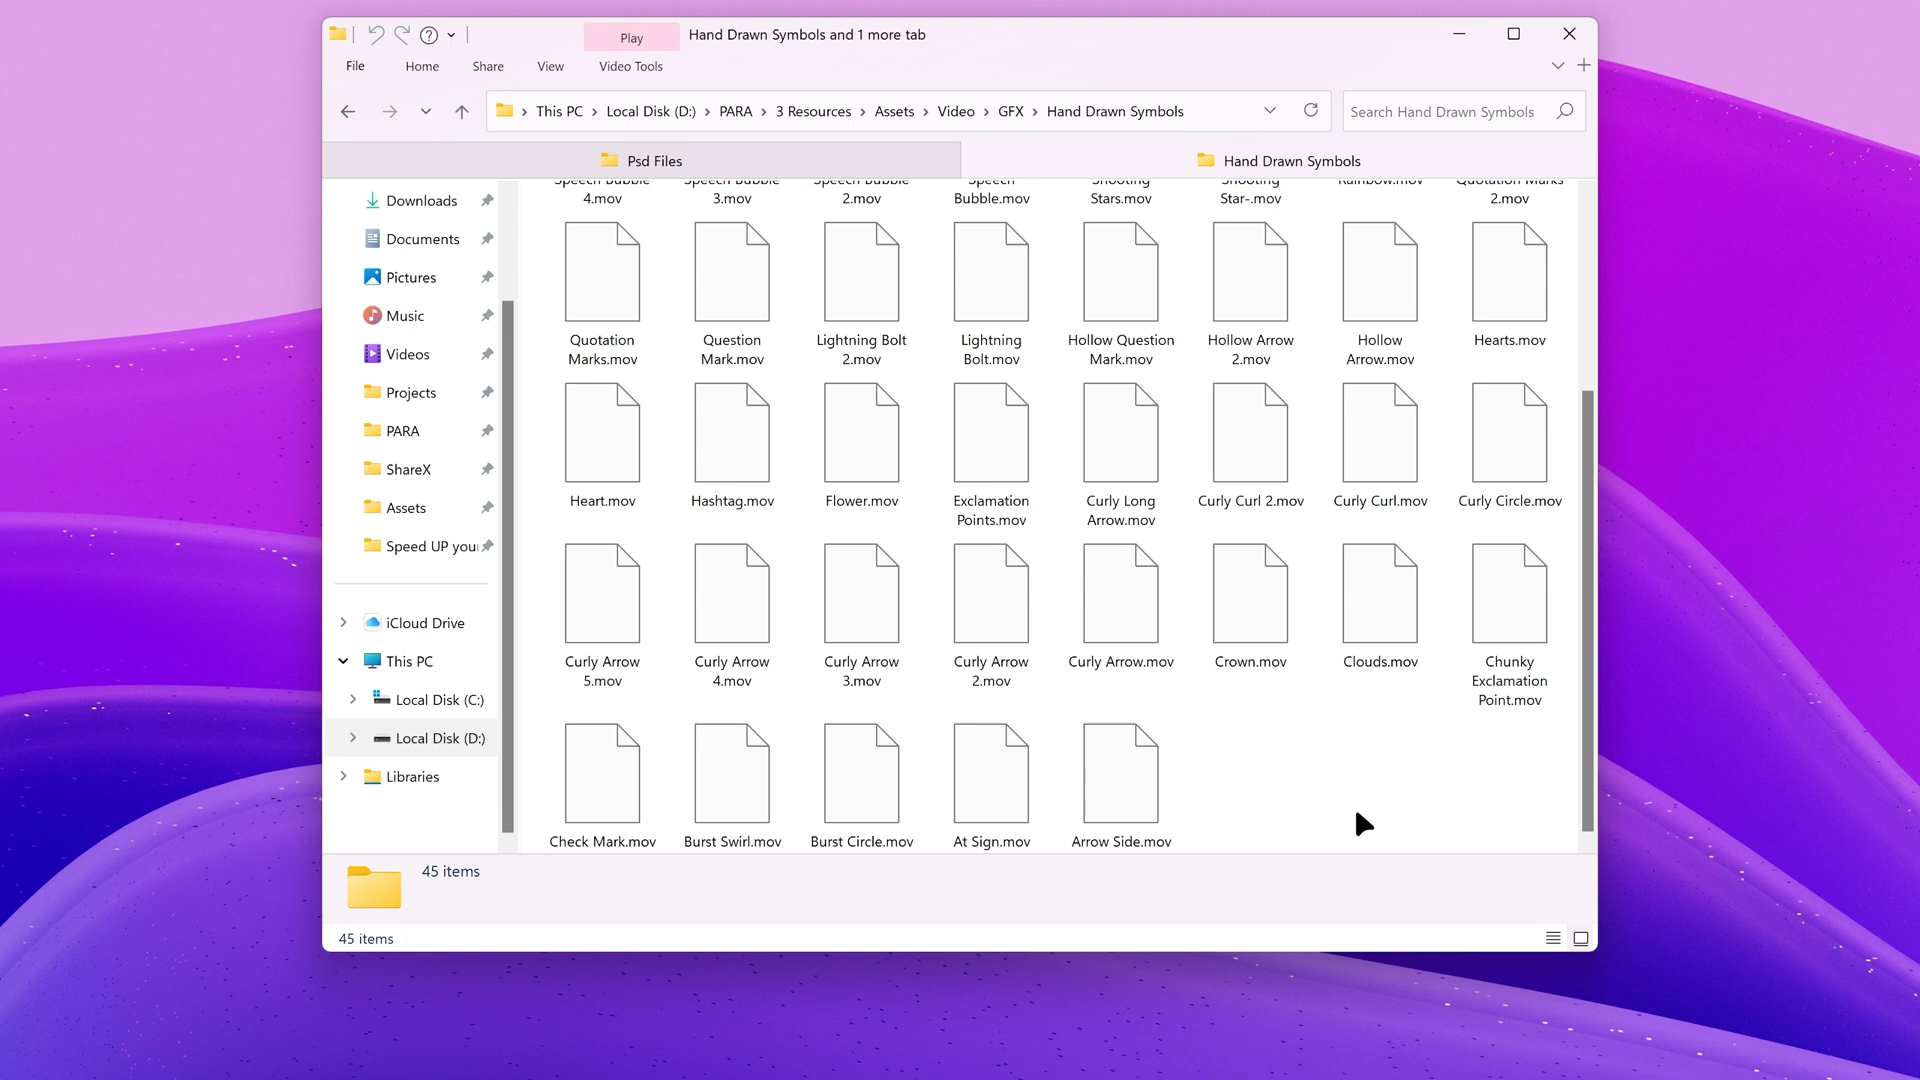 Play
Hand Drawn Symbols and 1 more tab
File
Home
Share
View
Video Tools
This PC
Local Disk (D:)
PARA
3 Resources
Assets
Video
GFX
Hand Drawn Symbols
Search Hand Drawn Symbols
Psd Files
Hand Drawn Symbols
Downloads
Documents
Pictures
Music
Videos
Projects
PARA
ShareX
Assets
Speed UP you
iCloud Drive
This PC
Local Disk (C:)
Local Disk (D:)
Libraries
Speech Bubble
4.mov
Speech Bubble
3.mov
Speech Bubble
2.mov
Speech
Bubble.mov
Shooting
Stars.mov
Shooting
Star-.mov
Rainbow.mov
Quotation Marks
2.mov
Quotation
Marks.mov
Question
Mark.mov
Lightning Bolt
2.mov
Lightning
Bolt.mov
Hollow Question
Mark.mov
Hollow Arrow
2.mov
Hollow
Arrow.mov
Hearts.mov
Heart.mov
Hashtag.mov
Flower.mov
Exclamation
Points.mov
Curly Long
Arrow.mov
Curly Curl 2.mov
Curly Curl.mov
Curly Circle.mov
Curly Arrow
5.mov
Curly Arrow
4.mov
Curly Arrow
3.mov
Curly Arrow
2.mov
Curly Arrow.mov
Crown.mov
Clouds.mov
Chunky
Exclamation
Point.mov
Check Mark.mov
Burst Swirl.mov
Burst Circle.mov
At Sign.mov
Arrow Side.mov
45 items
45 items